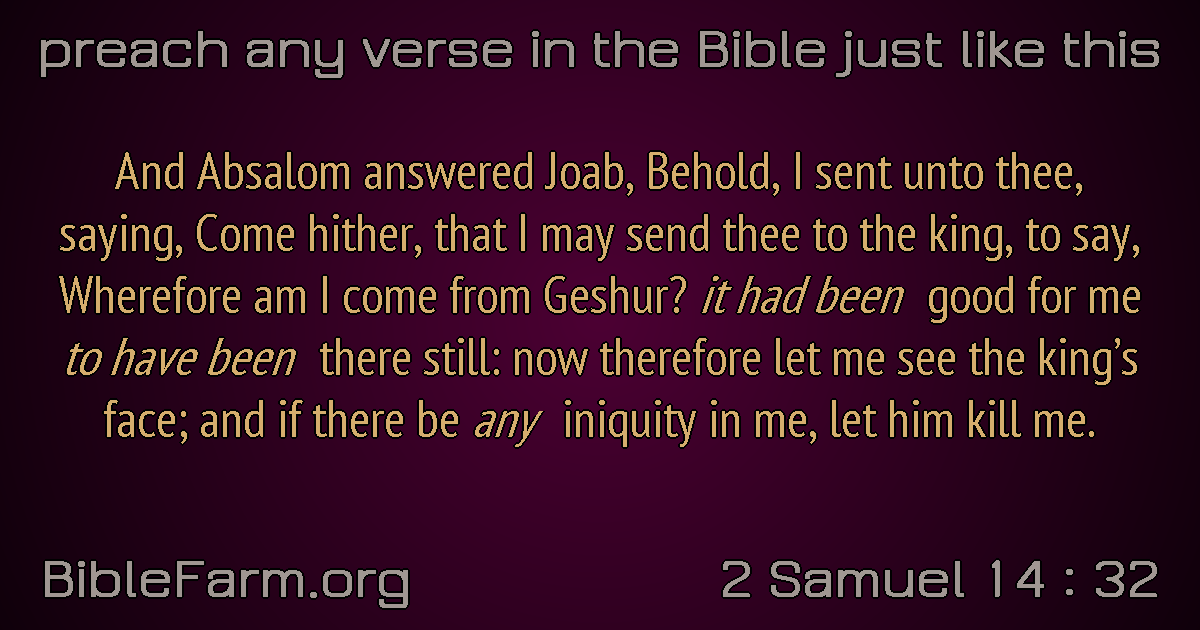 preach any verse in the Bible just like this
And Absalom answered Joab, Behold, I sent unto thee,
saying, Come hither, that I may send thee to the king, to say,
Wherefore am I come from Geshur? it had been good for me
to have been there still: now therefore let me see the king’s
face; and if there be any iniquity in me, let him kill me.
BibleFarm.org
2 Samuel 14 : 32